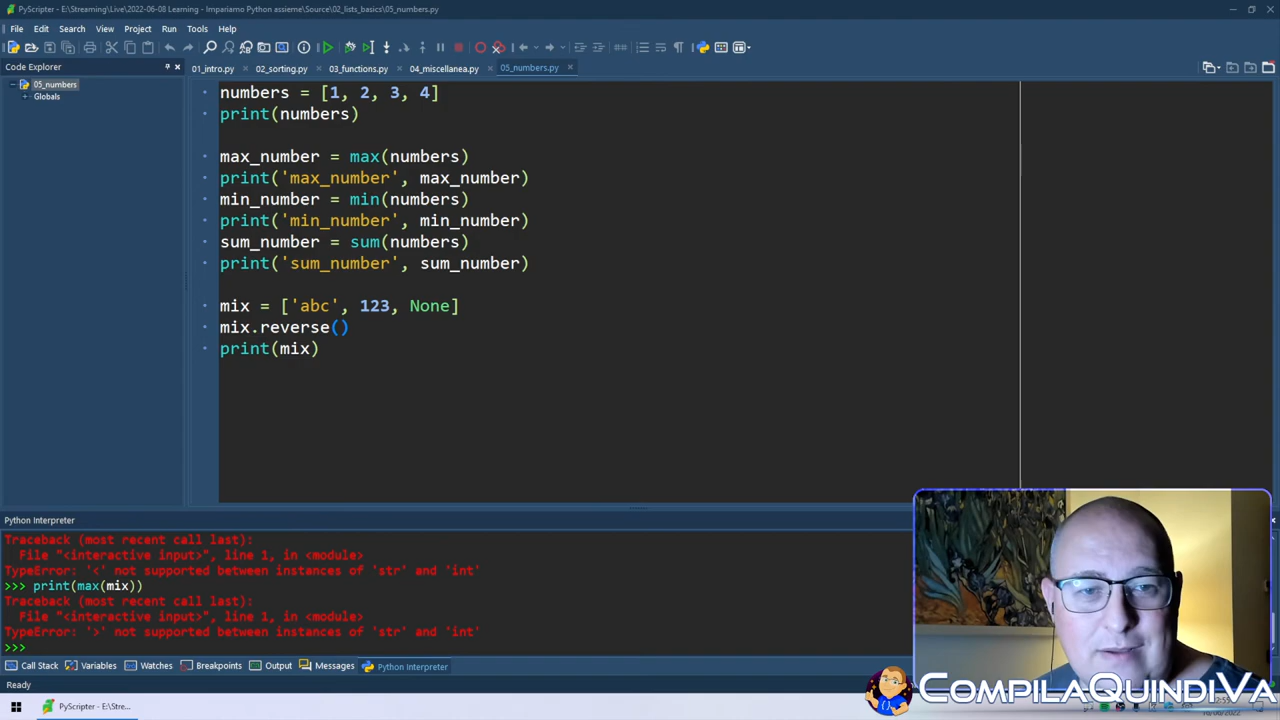 PyScripter - E:\Streaming\Live\2022-06-08 Learning - Impariamo Python assieme\Source\02_lists_basics\05_numbers.py
File Edit Search View Project Run Tools Help
Code Explorer
01_intro.py 02_sorting.py 03_functions.py 04_miscellanea.py 05_numbers.py
05_numbers
Globals
numbers = [1, 2, 3, 4]
print(numbers)
max_number = max(numbers)
print('max_number', max_number)
min_number = min(numbers)
print('min_number', min_number)
sum_number = sum(numbers)
print('sum_number', sum_number)
mix = ['abc', 123, None]
mix.reverse()
print(mix)
Python Interpreter
Traceback (most recent call last):
File "<interactive input>", line 1, in <module>
TypeError: '<' not supported between instances of 'str' and 'int'
>>> print(max(mix))
Traceback (most recent call last):
File "<interactive input>", line 1, in <module>
TypeError: '>' not supported between instances of 'str' and 'int'
>>>
Call Stack Variables Watches Breakpoints Output Messages Python Interpreter
Ready
COMPILAQUINDIVA
PyScripter - E:\Stre...